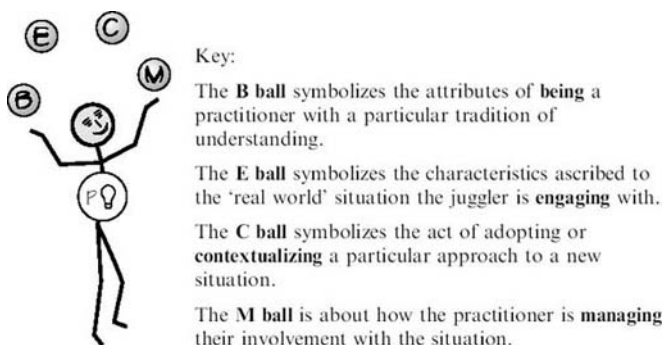 E
C
B
M
P
Key:
The B ball symbolizes the attributes of being a
practitioner with a particular tradition of
understanding.
The E ball symbolizes the characteristics ascribed to
the ‘real world’ situation the juggler is engaging with.
The C ball symbolizes the act of adopting or
contextualizing a particular approach to a new
situation.
The M ball is about how the practitioner is managing
their involvement with the situation.